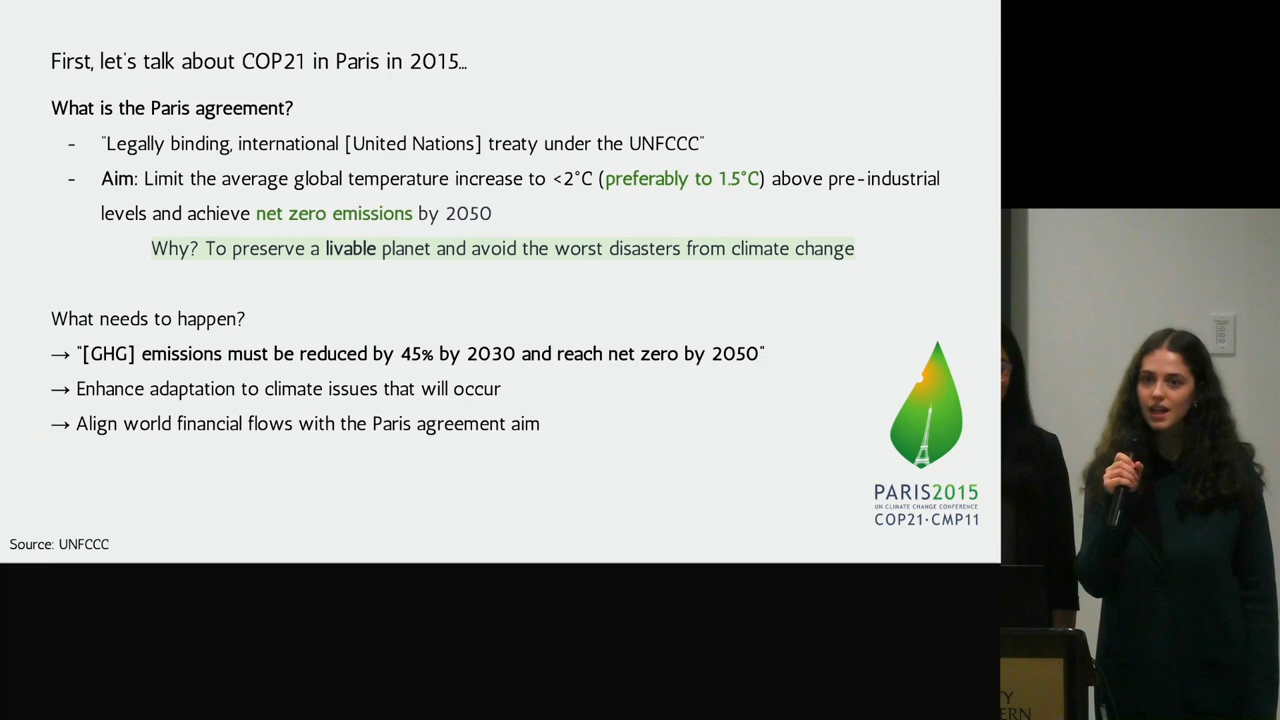 First, let's talk about COP21 in Paris in 2015...
What is the Paris agreement?
- "Legally binding, international [United Nations] treaty under the UNFCCC"
- Aim: Limit the average global temperature increase to <2°C (preferably to 1.5°C) above pre-industrial
levels and achieve net zero emissions by 2050
Why? To preserve a livable planet and avoid the worst disasters from climate change
What needs to happen?
→ "[GHG] emissions must be reduced by 45% by 2030 and reach net zero by 2050"
→ Enhance adaptation to climate issues that will occur
→ Align world financial flows with the Paris agreement aim
PARIS2015
UN CLIMATE CHANGE CONFERENCE
COP21·CMP11
Source: UNFCCC
TY
ERN